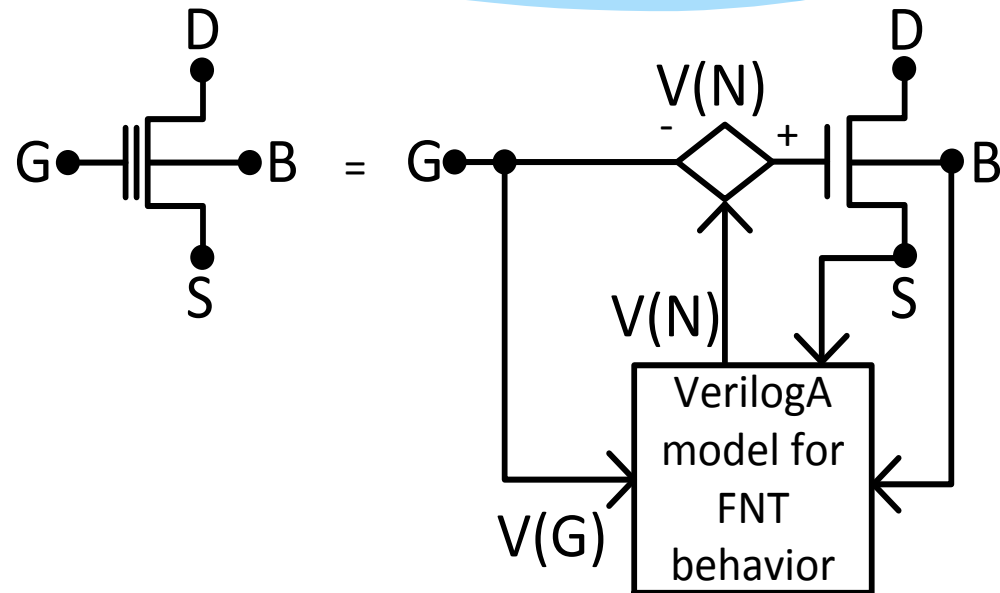 D
G
B
S
=
G
V(N)
-
+
D
B
S
V(N)
V(G)
VerilogA
model for
FNT
behavior